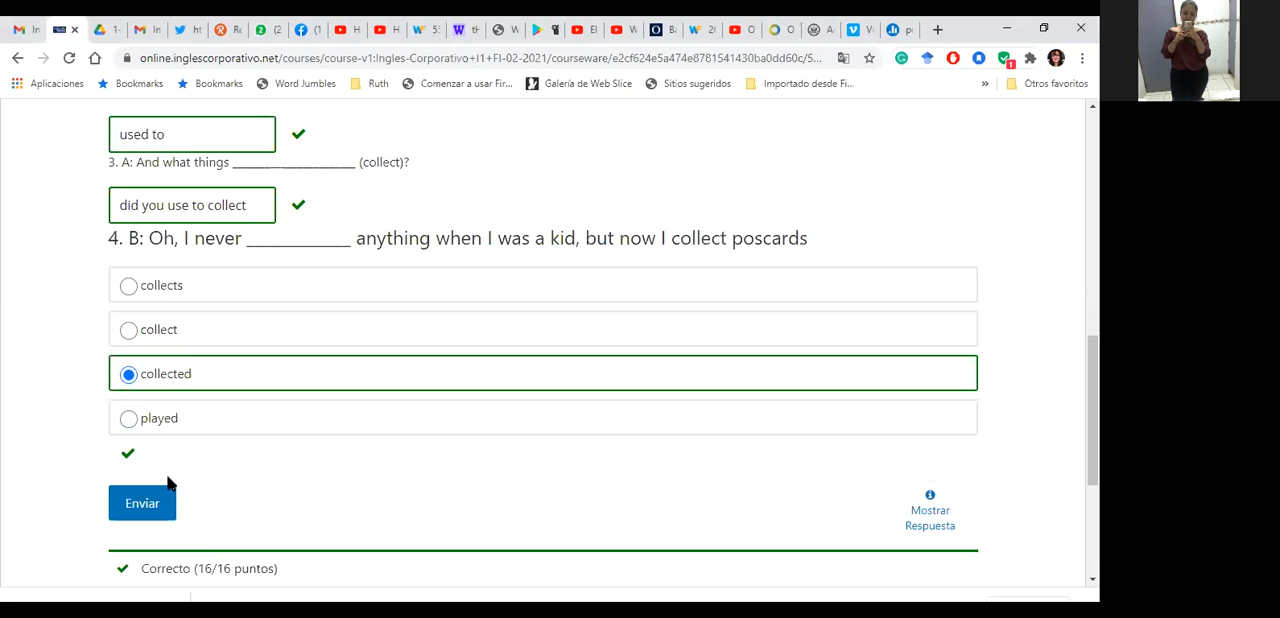 online.inglescorporativo.net/courses/course-v1:Ingles-Corporativo+I1+FI-02-2021/courseware/e2cf624e5a474e8781541430ba0dd60c/5...
Aplicaciones Bookmarks Bookmarks Word Jumbles Ruth Comenzar a usar Fir... Galería de Web Slice Sitios sugeridos Importado desde Fi... » Otros favoritos
used to
3. A: And what things ____________________ (collect)?
did you use to collect
4. B: Oh, I never ____________ anything when I was a kid, but now I collect poscards
collects
collect
collected
played
Enviar
Mostrar
Respuesta
Correcto (16/16 puntos)